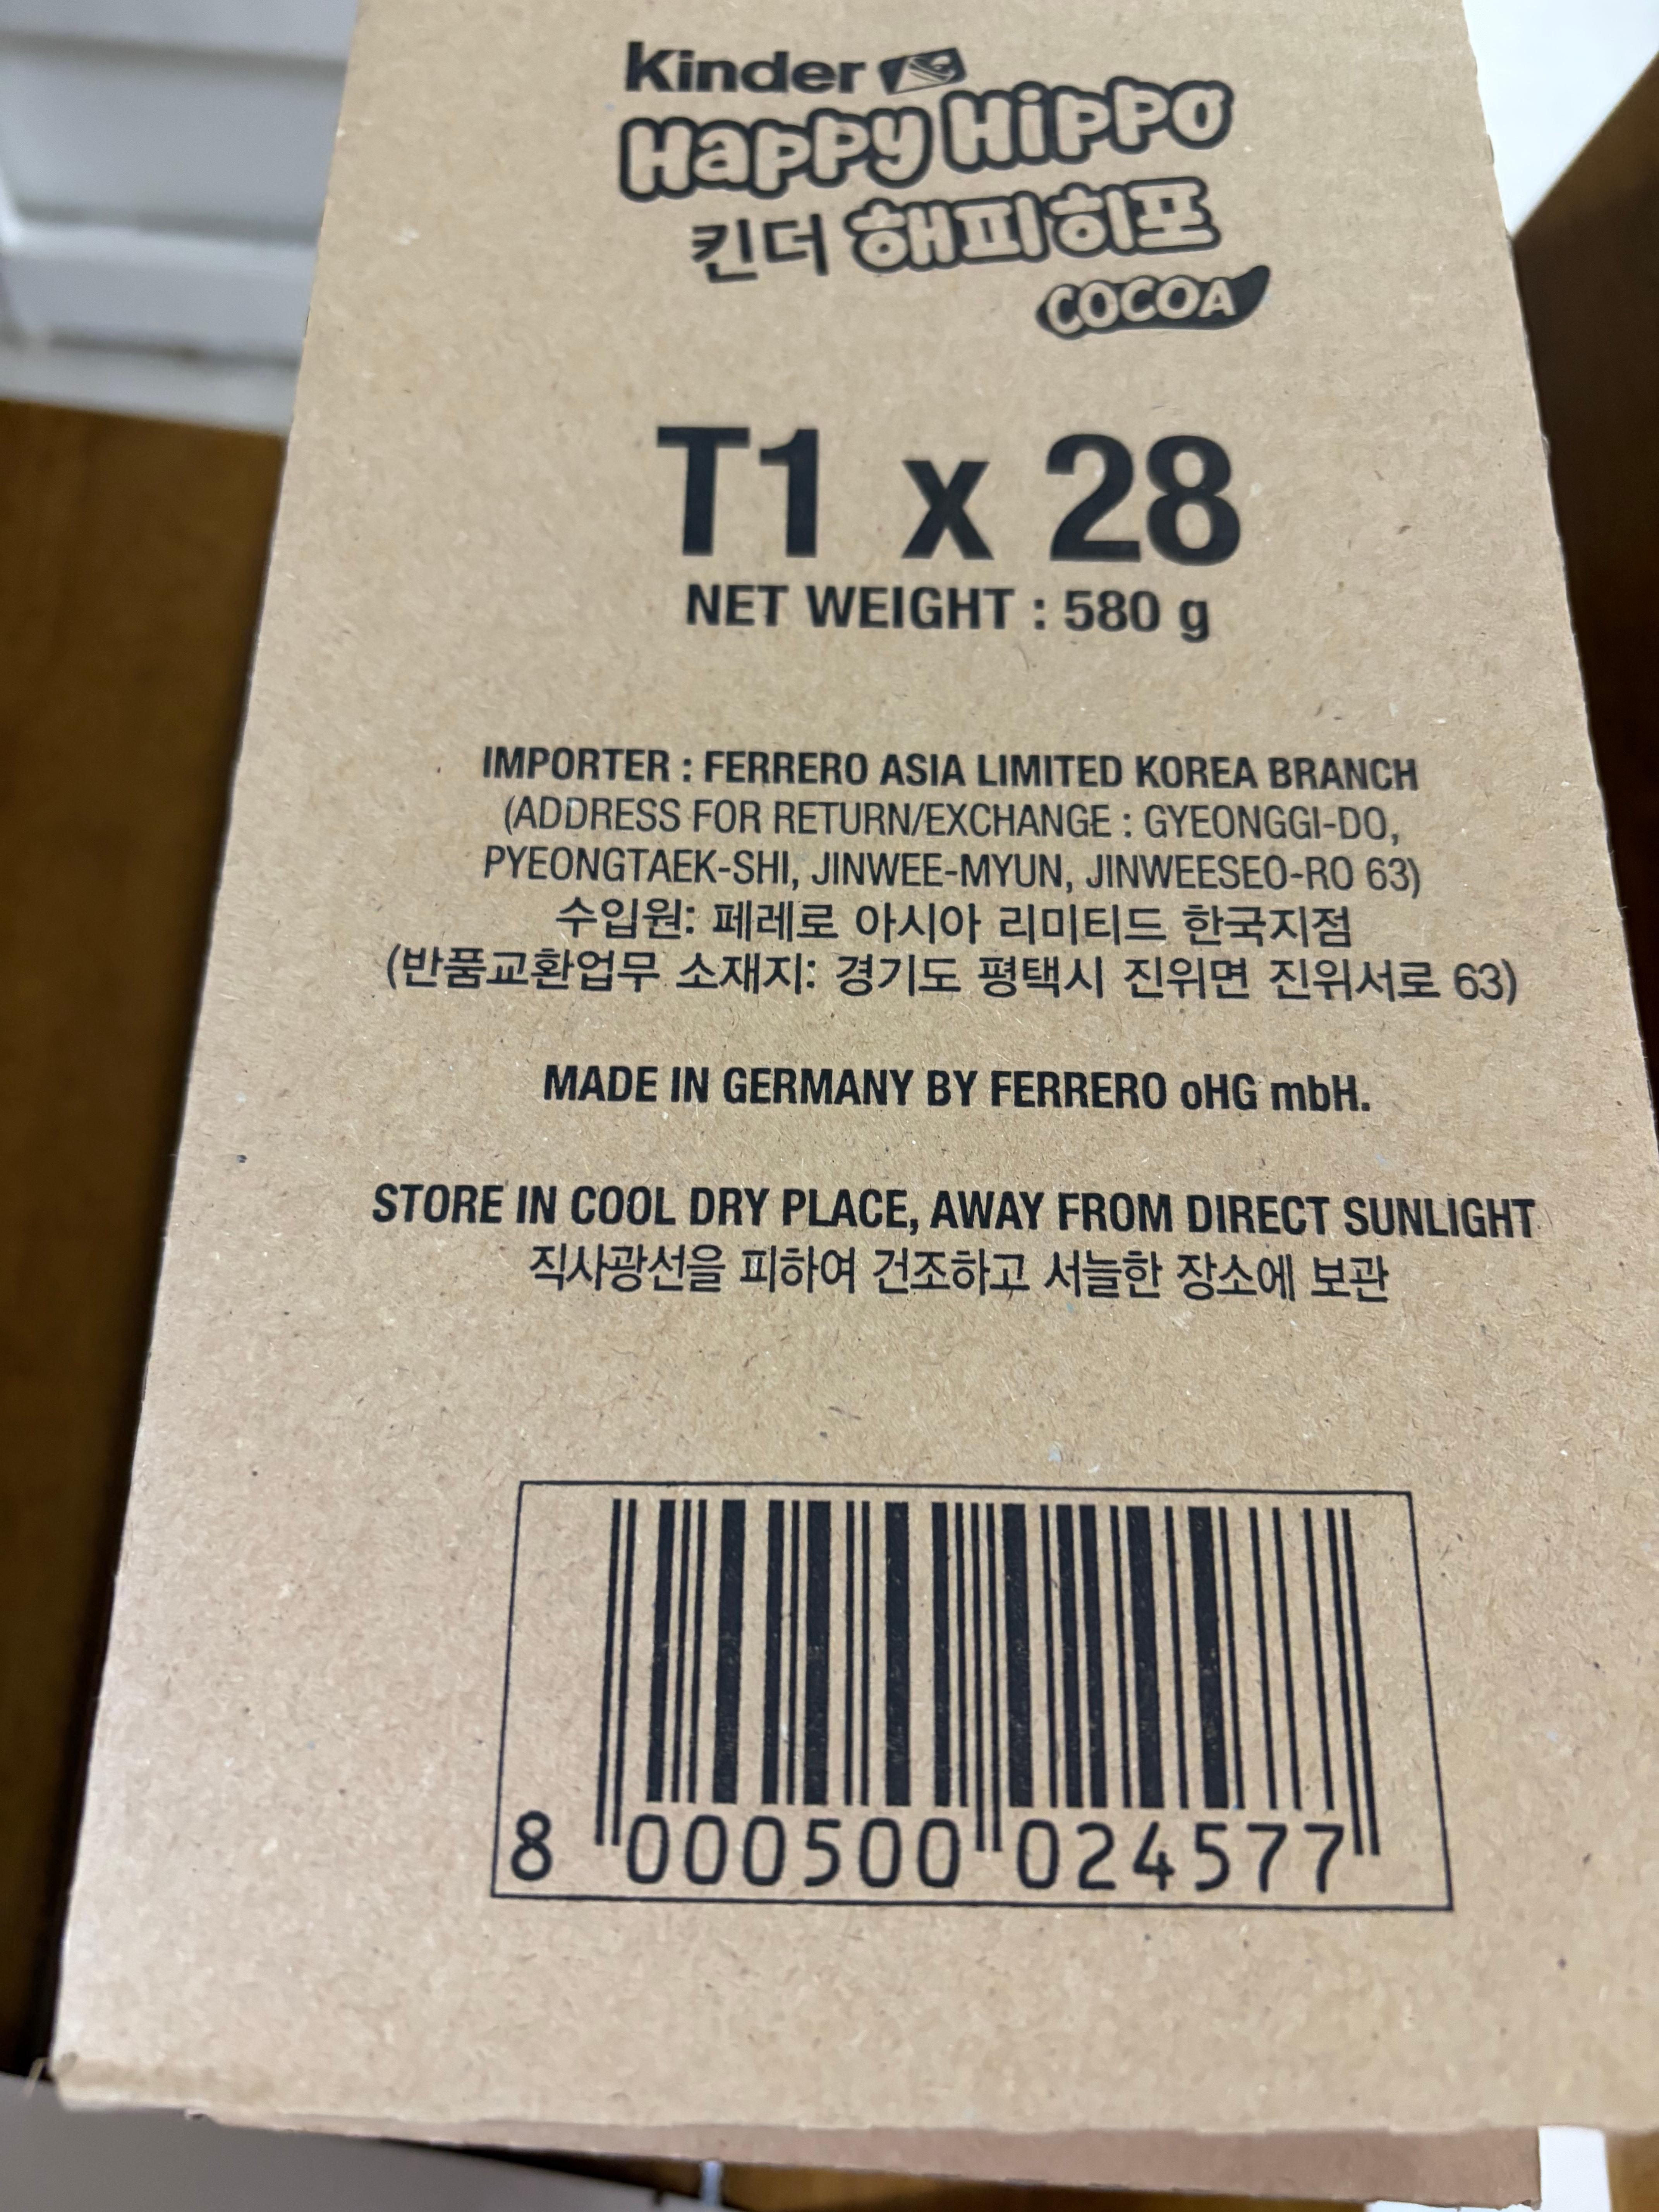 Kinder
Happy Hippo
킨더 해피히포
COCOA
T1 x 28
NET WEIGHT : 580 g
IMPORTER : FERRERO ASIA LIMITED KOREA BRANCH
(ADDRESS FOR RETURN/EXCHANGE : GYEONGGI-DO,
PYEONGTAEK-SHI, JINWEE-MYUN, JINWEESEO-RO 63)
수입원: 페레로 아시아 리미티드 한국지점
(반품교환업무 소재지: 경기도 평택시 진위면 진위서로 63)
MADE IN GERMANY BY FERRERO oHG mbH.
STORE IN COOL DRY PLACE, AWAY FROM DIRECT SUNLIGHT
직사광선을 피하여 건조하고 서늘한 장소에 보관
8 000500 024577